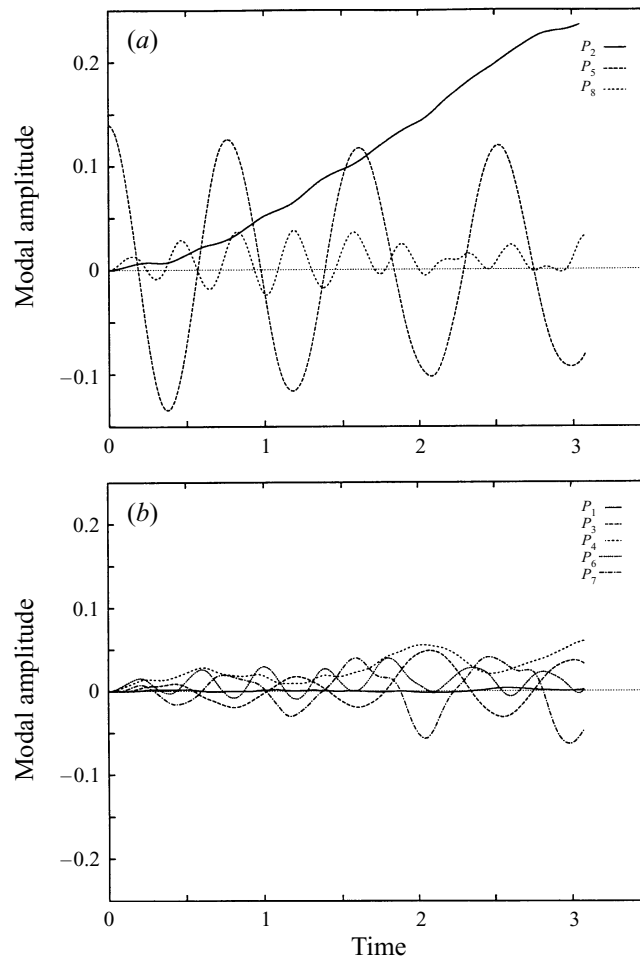 (a)
0.2
0.1
0
–0.1
Modal amplitude
P2
P5
P8
0 1 2 3
(b)
0.2
0.1
0
–0.1
–0.2
Modal amplitude
P1
P3
P4
P6
P7
0 1 2 3
Time